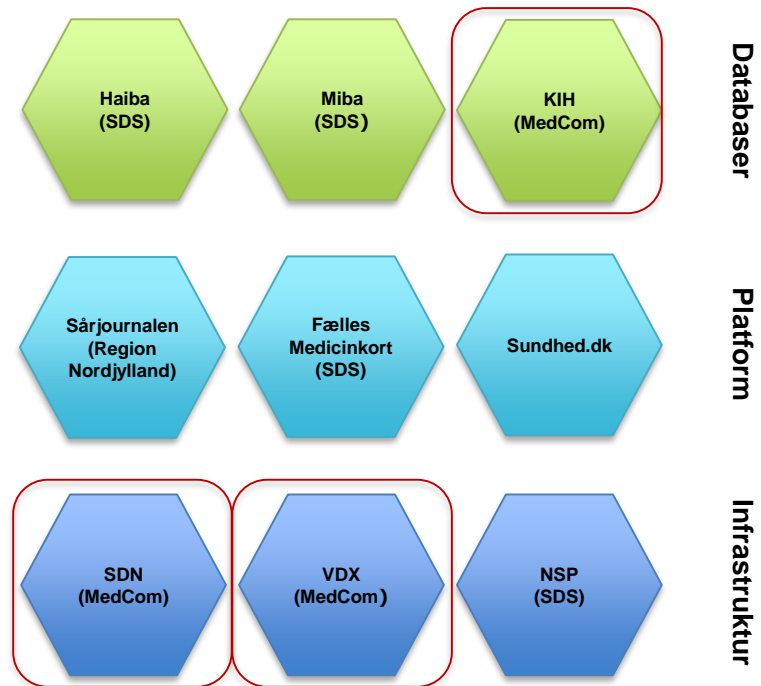 Haiba
(SDS)
Miba
(SDS)
KIH
(MedCom)
Databaser
Sårjournalen
(Region
Nordjylland)
Fælles
Medicinkort
(SDS)
Sundhed.dk
Platform
SDN
(MedCom)
VDX
(MedCom)
NSP
(SDS)
Infrastruktur